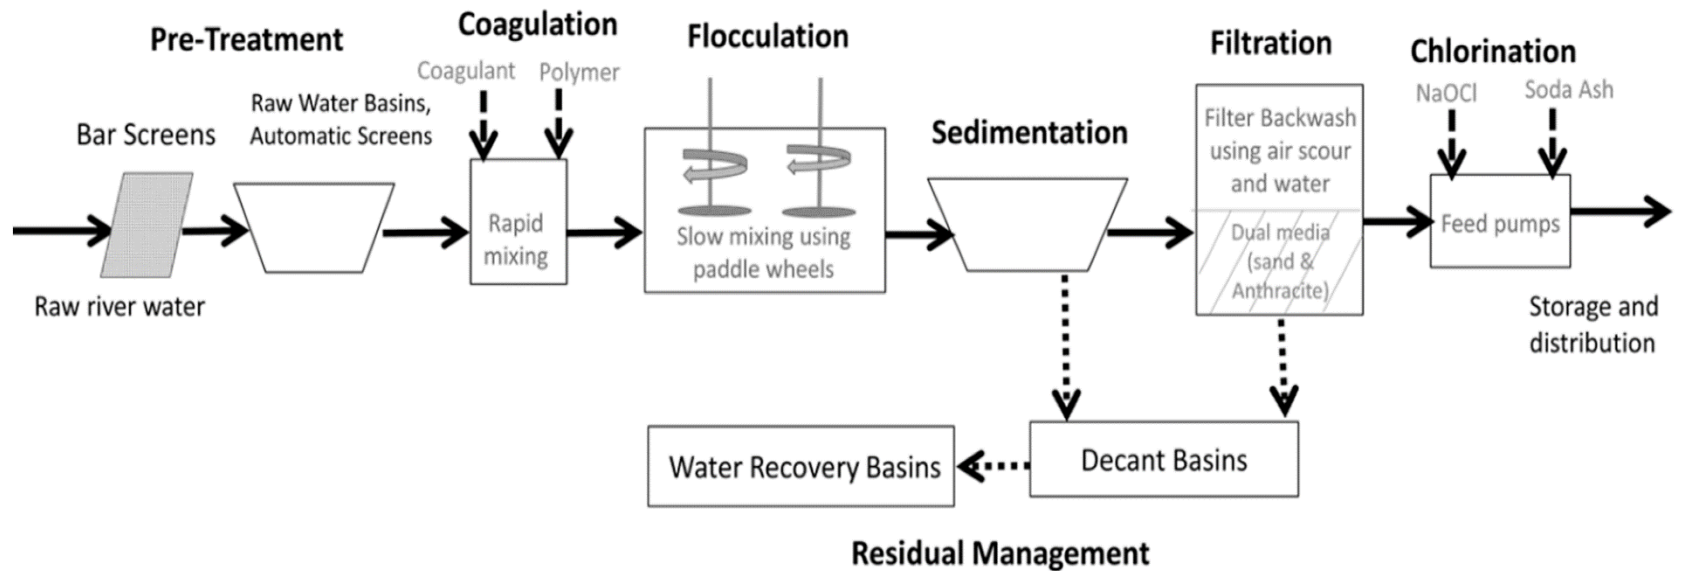 Pre-Treatment
Coagulation
Flocculation
Filtration
Chlorination
Coagulant
Polymer
NaOCl
Soda Ash
Raw Water Basins,
Automatic Screens
Bar Screens
Sedimentation
Filter Backwash
using air scour
and water
Rapid
mixing
Slow mixing using
paddle wheels
Dual media
(sand &
Anthracite)
Feed pumps
Raw river water
Storage and
distribution
Water Recovery Basins
Decant Basins
Residual Management